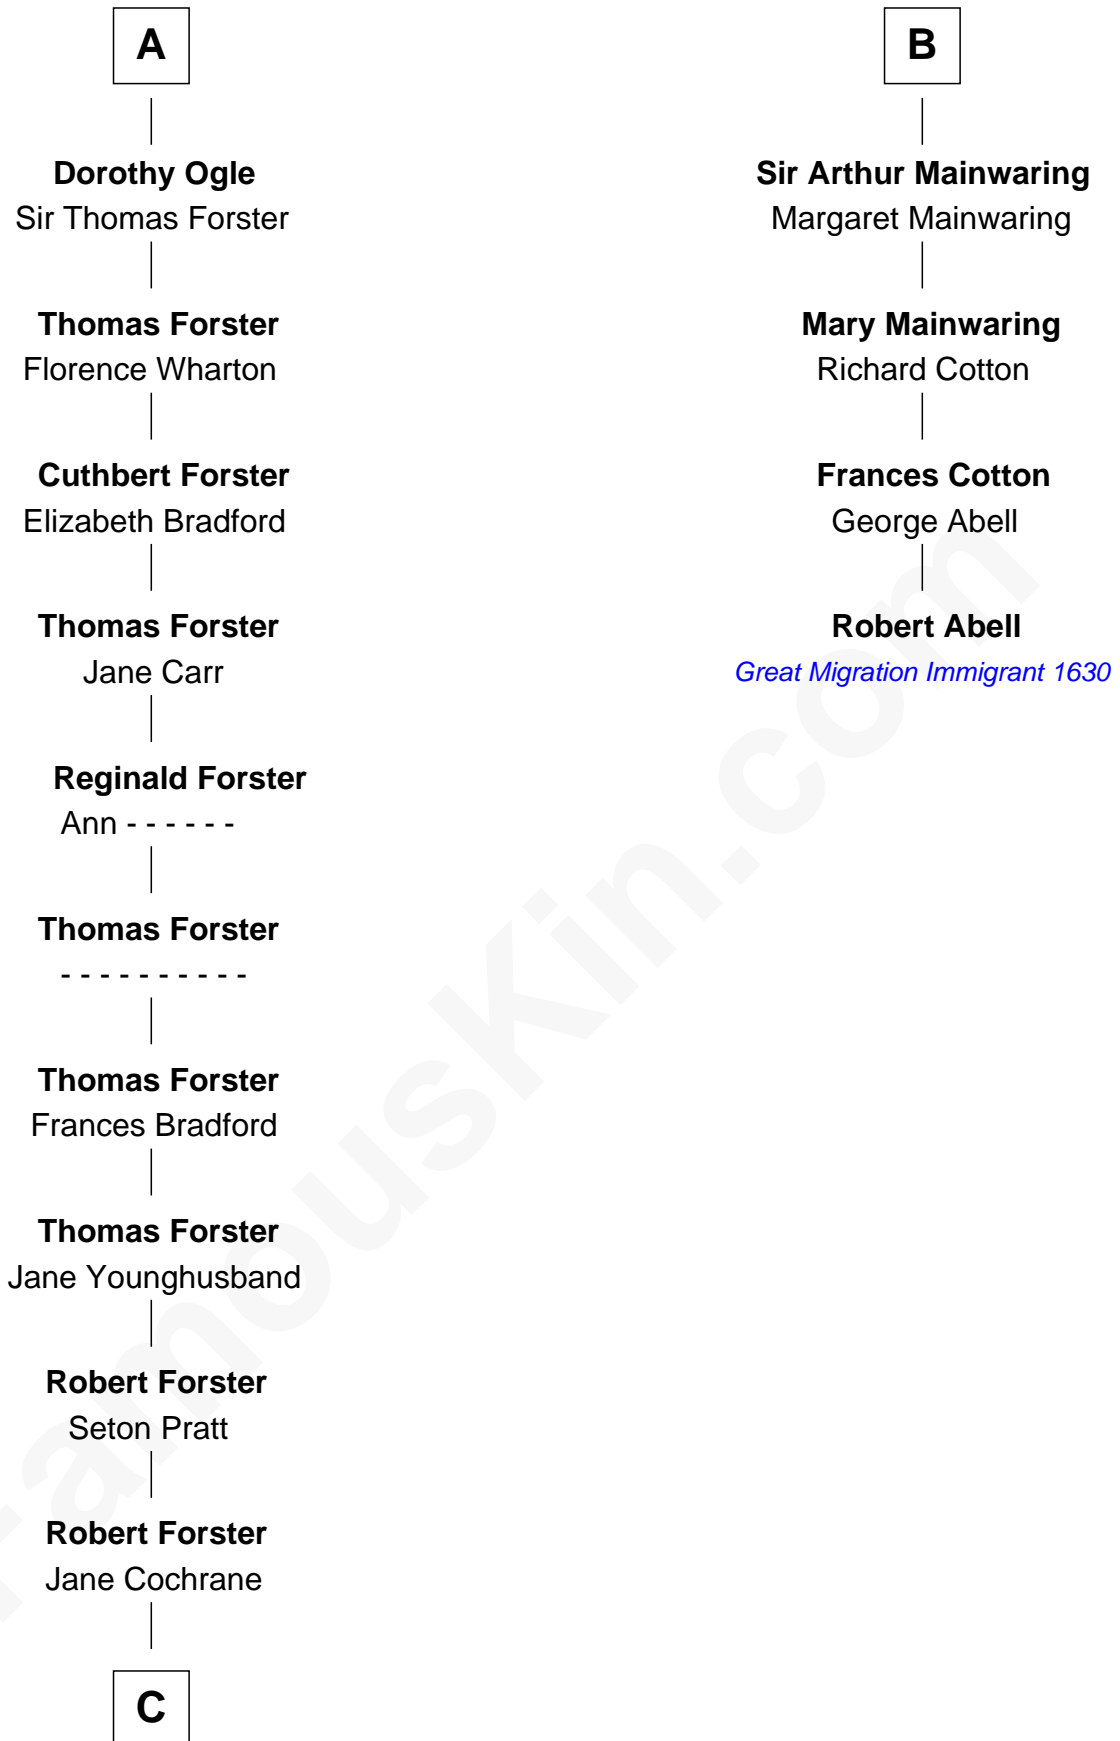 A
Dorothy Ogle
Sir Thomas Forster
Thomas Forster
Florence Wharton
Cuthbert Forster
Elizabeth Bradford
Thomas Forster
Jane Carr
Reginald Forster
Ann - - - - - -
Thomas Forster
- - - - - - - - - -
Thomas Forster
Frances Bradford
Thomas Forster
Jane Younghusband
Robert Forster
Seton Pratt
Robert Forster
Jane Cochrane
C
B
Sir Arthur Mainwaring
Margaret Mainwaring
Mary Mainwaring
Richard Cotton
Frances Cotton
George Abell
Robert Abell
Great Migration Immigrant 1630
FamousKin.com